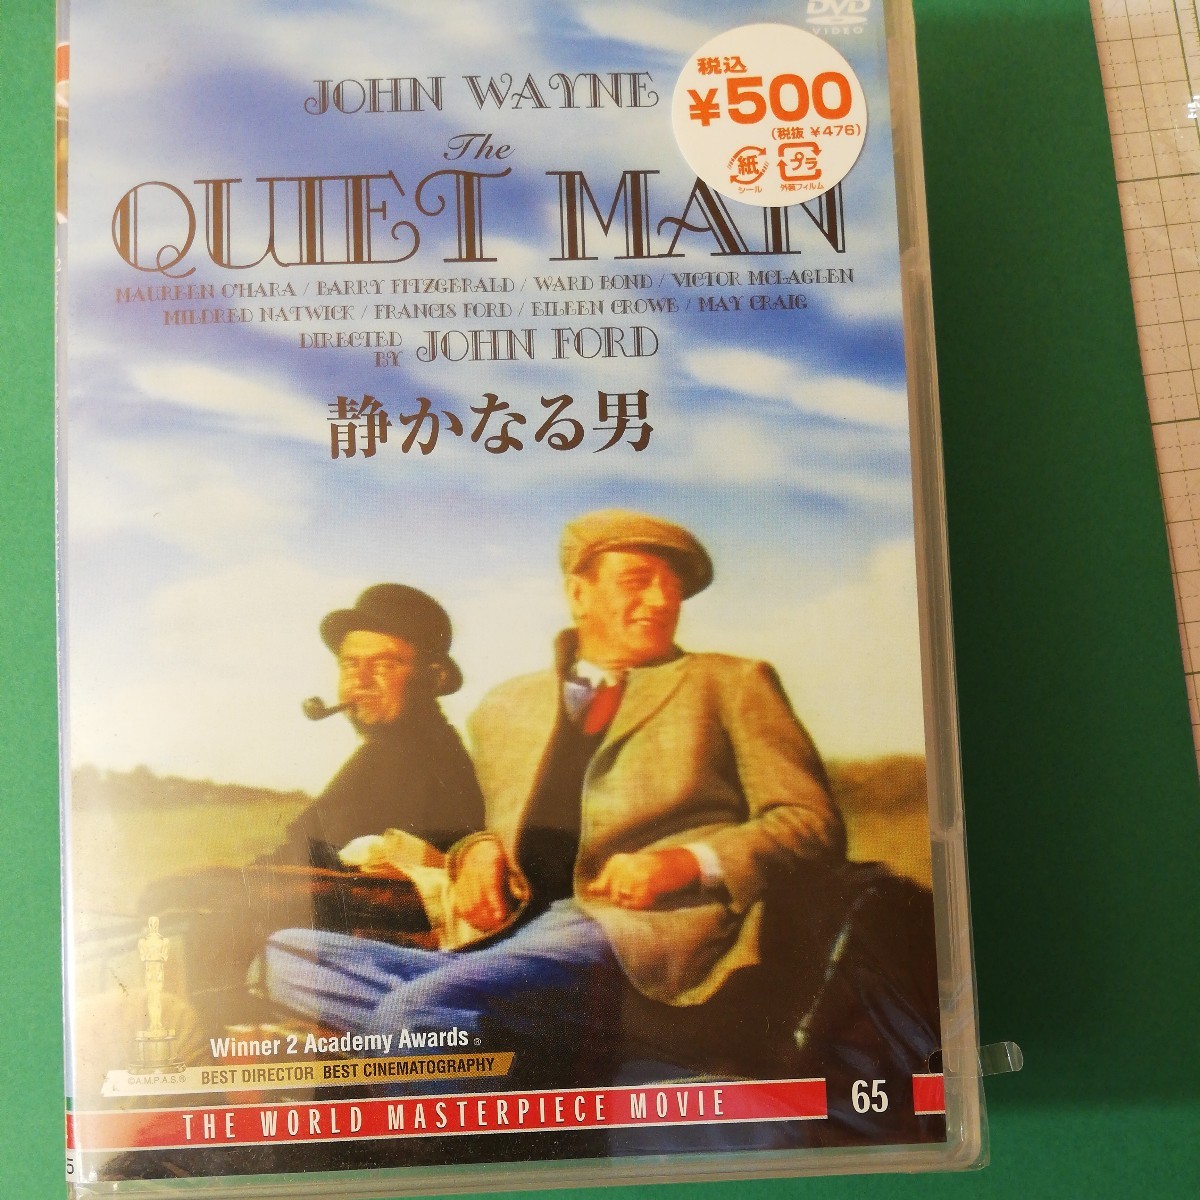 DVD
VIDEO
税込
¥500
(税抜 ¥476)
紙
シール
プラ
外装フィルム
JOHN WAYNE
The
QUIET MAN
MAUREEN O'HARA / BARRY FITZGERALD / WARD BOND / VICTOR MCLAGLEN
MILDRED NATWICK / FRANCIS FORD / EILEEN CROWE / MAY CRAIG
DIRECTED
BY JOHN FORD
静かなる男
Winner 2 Academy Awards®
©A.M.P.A.S.®
BEST DIRECTOR BEST CINEMATOGRAPHY
THE WORLD MASTERPIECE MOVIE 65